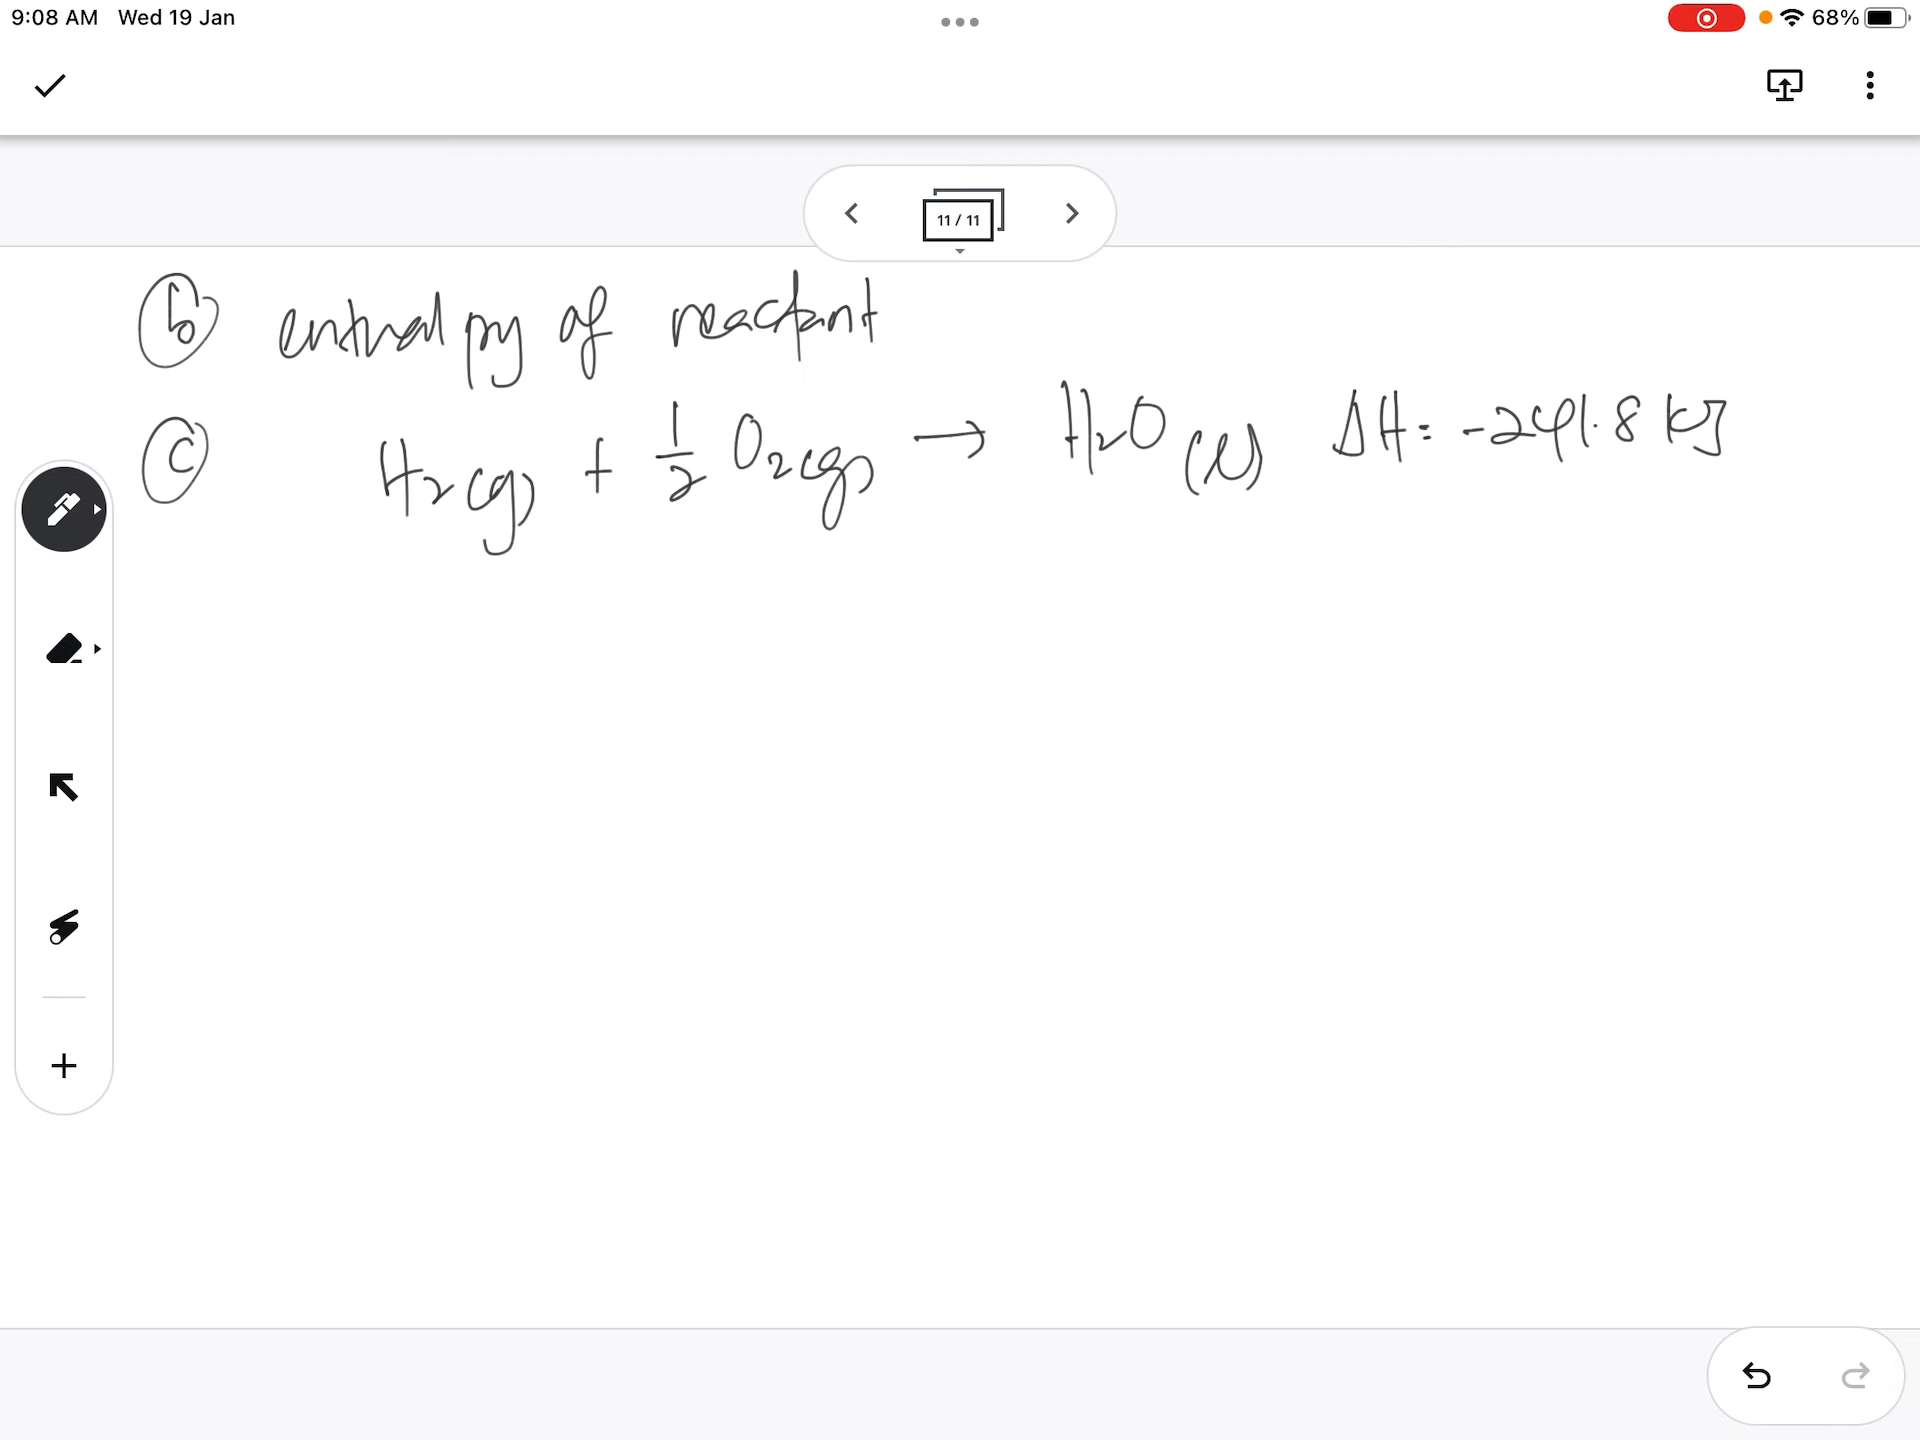 9:08 AM Wed 19 Jan
68%
11 / 11
b enthalpy of reactant
c H₂(g) + 1/2 O₂(g) → H₂O (l) ΔH = -241.8 kJ